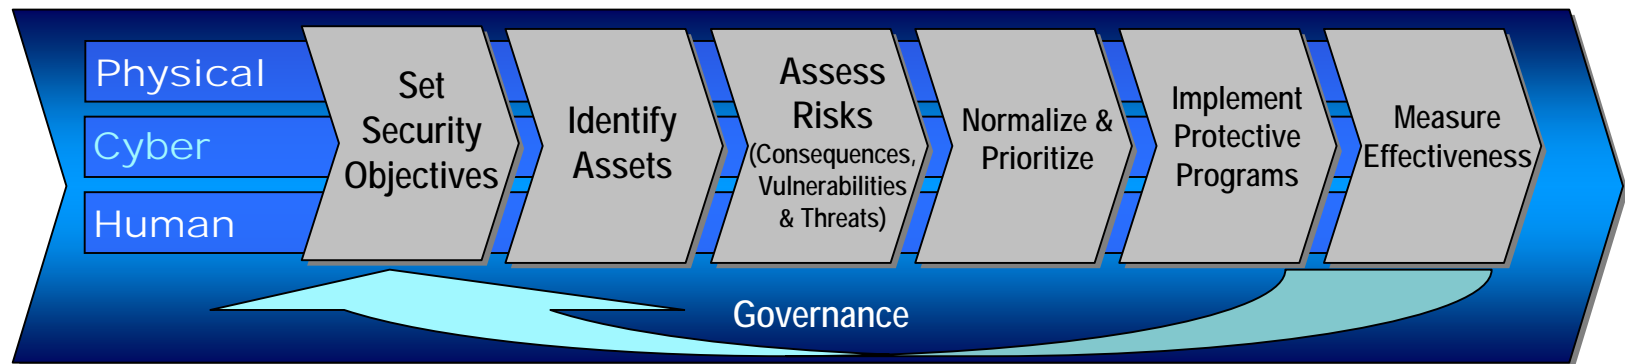 Physical
Cyber
Human
Set
Security
Objectives
Identify
Assets
Assess
Risks
(Consequences,
Vulnerabilities
& Threats)
Normalize &
Prioritize
Implement
Protective
Programs
Measure
Effectiveness
Governance